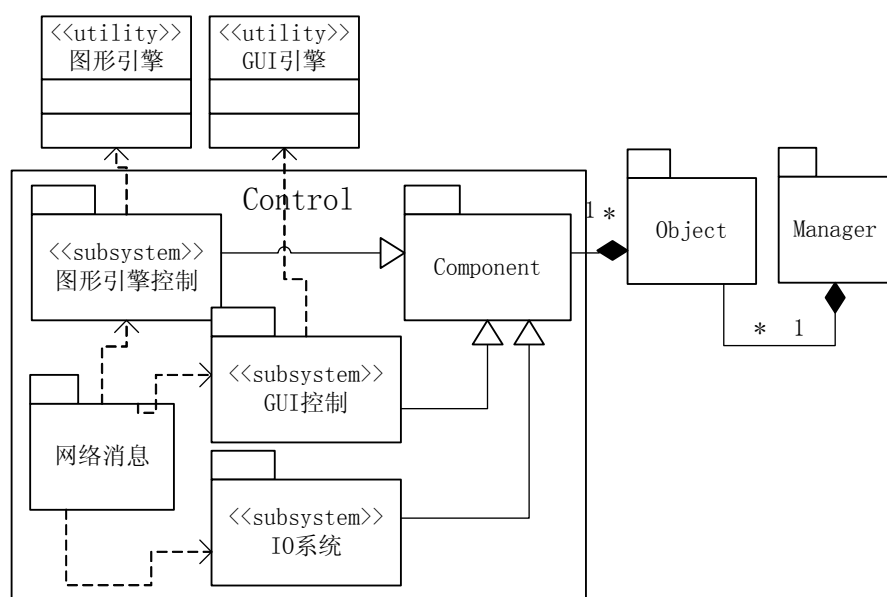 <<utility>>
图形引擎
<<utility>>
GUI引擎
Control
<<subsystem>>
图形引擎控制
Component
1 *
Object
Manager
* 1
<<subsystem>>
GUI控制
网络消息
<<subsystem>>
IO系统